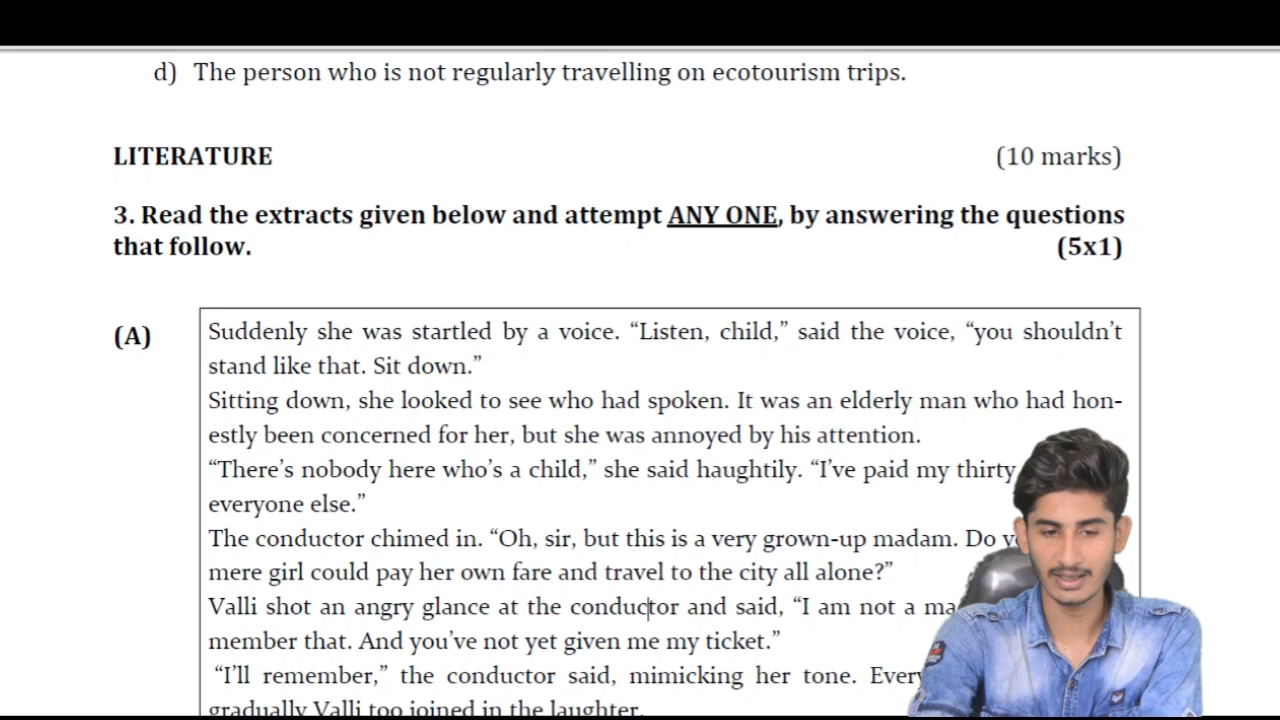 d) The person who is not regularly travelling on ecotourism trips.
LITERATURE (10 marks)
3. Read the extracts given below and attempt ANY ONE, by answering the questions
that follow. (5x1)
(A) Suddenly she was startled by a voice. “Listen, child,” said the voice, “you shouldn’t
stand like that. Sit down.”
Sitting down, she looked to see who had spoken. It was an elderly man who had hon-
estly been concerned for her, but she was annoyed by his attention.
“There’s nobody here who’s a child,” she said haughtily. “I’ve paid my thirty
everyone else.”
The conductor chimed in. “Oh, sir, but this is a very grown-up madam. Do
mere girl could pay her own fare and travel to the city all alone?”
Valli shot an angry glance at the conductor and said, “I am not a
member that. And you’ve not yet given me my ticket.”
“I’ll remember,” the conductor said, mimicking her tone.
gradually Valli too joined in the laughter.